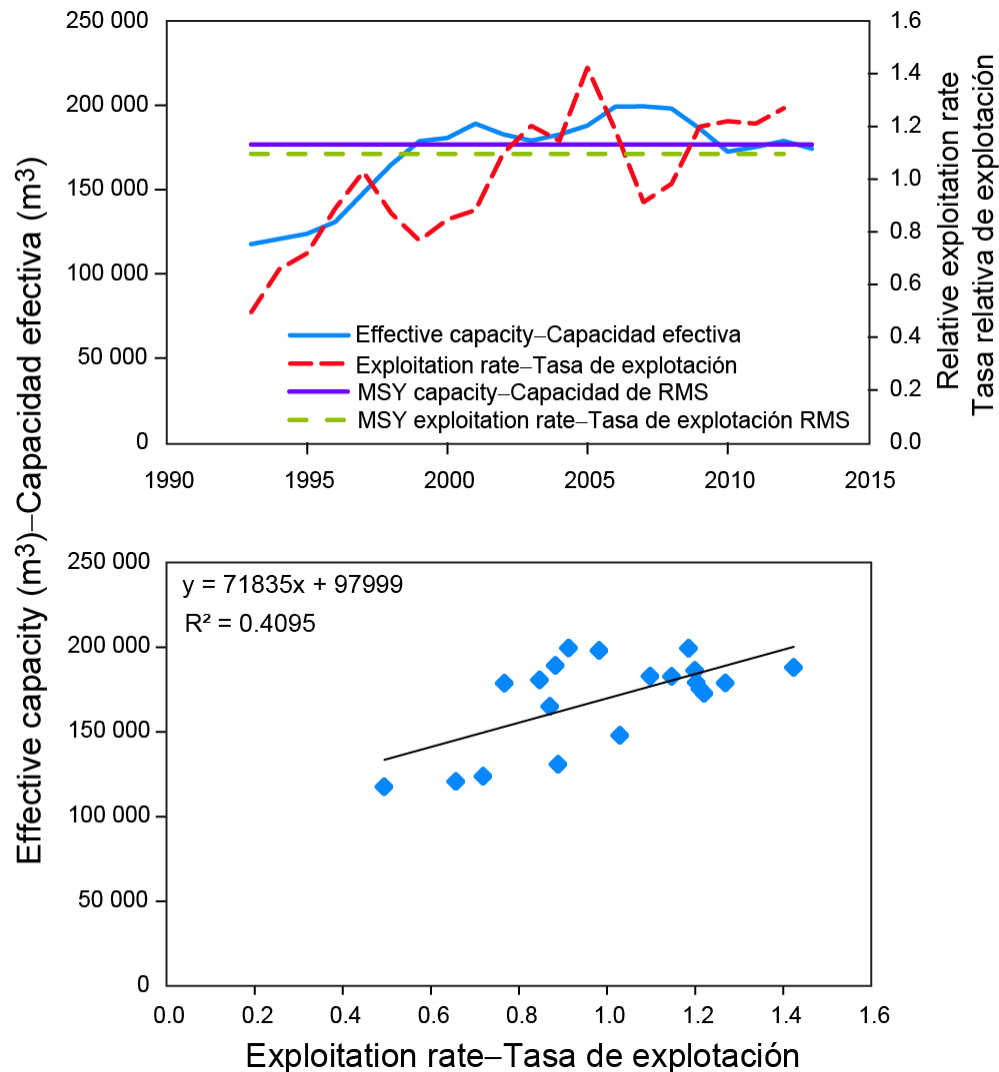 Effective capacity (m³)–Capacidad efectiva (m³)
250 000
200 000
150 000
100 000
50 000
0
1.6
1.4
1.2
1.0
0.8
0.6
0.4
0.2
0.0
Relative exploitation rate
Tasa relativa de explotación
Effective capacity–Capacidad efectiva
Exploitation rate–Tasa de explotación
MSY capacity–Capacidad de RMS
MSY exploitation rate–Tasa de explotación RMS
1990 1995 2000 2005 2010 2015
250 000
200 000
150 000
100 000
50 000
0
y = 71835x + 97999
R² = 0.4095
0.0 0.2 0.4 0.6 0.8 1.0 1.2 1.4 1.6
Exploitation rate–Tasa de explotación